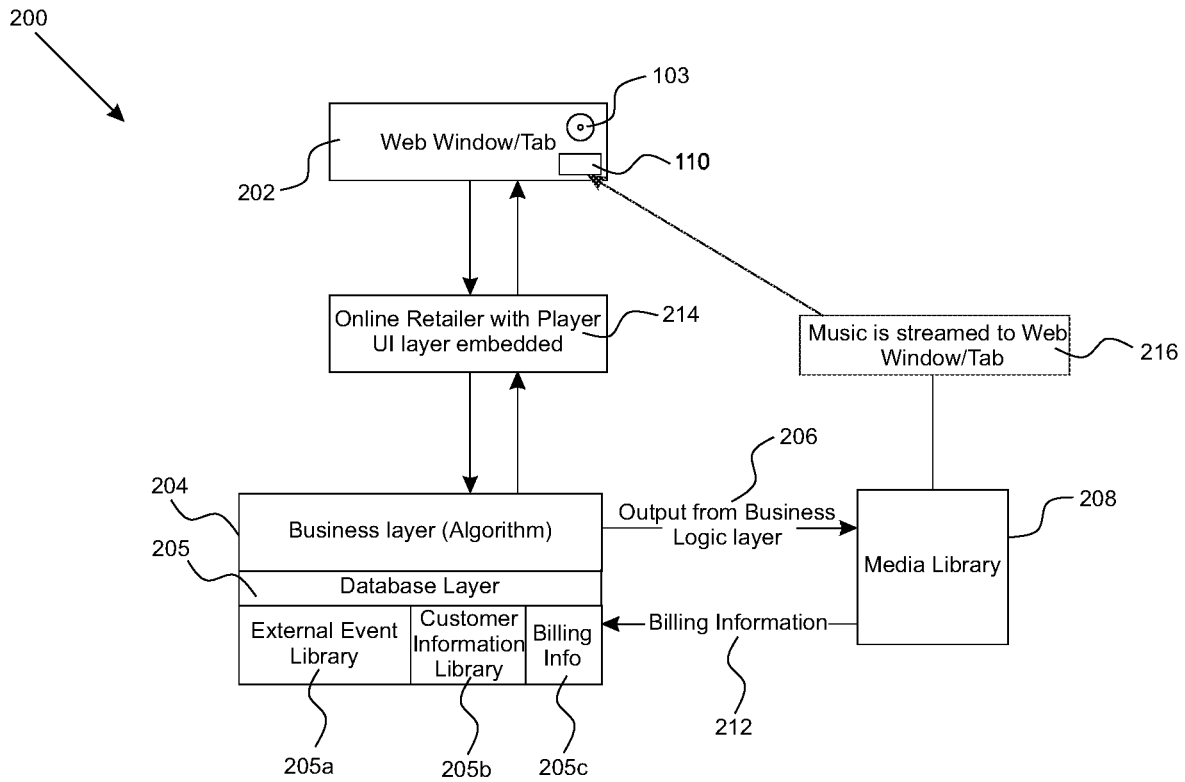 200
103
Web Window/Tab
110
202
Online Retailer with Player
UI layer embedded
214
Music is streamed to Web
Window/Tab
216
206
204
Business layer (Algorithm)
Output from Business
Logic layer
208
Media Library
205
Database Layer
External Event
Library
Customer
Information
Library
Billing
Info
Billing Information
212
205a
205b
205c